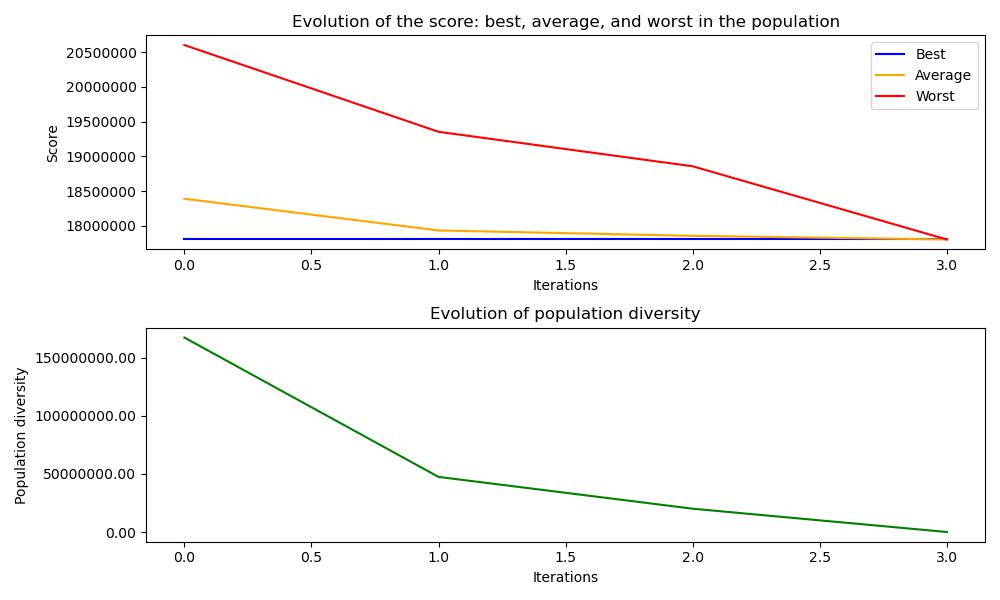 Evolution of the score: best, average, and worst in the population
20500000
20000000
19500000
19000000
18500000
18000000
Score
Best
Average
Worst
0.0 0.5 1.0 1.5 2.0 2.5 3.0
Iterations
Evolution of population diversity
150000000.00
100000000.00
50000000.00
0.00
Population diversity
0.0 0.5 1.0 1.5 2.0 2.5 3.0
Iterations